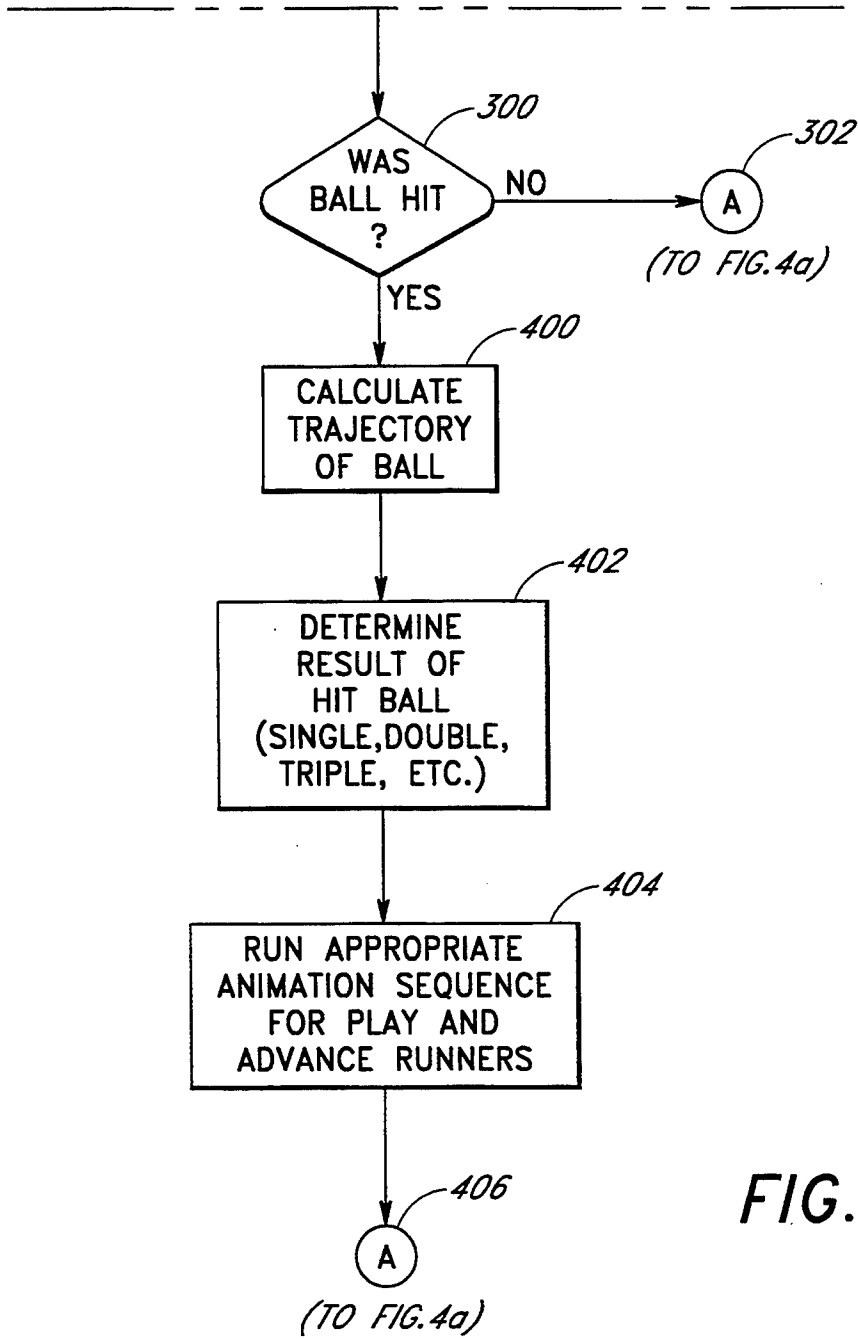 300
WAS
BALL HIT
?
NO
302
A
(TO FIG.4a)
YES
400
CALCULATE
TRAJECTORY
OF BALL
402
DETERMINE
RESULT OF
HIT BALL
(SINGLE,DOUBLE,
TRIPLE, ETC.)
404
RUN APPROPRIATE
ANIMATION SEQUENCE
FOR PLAY AND
ADVANCE RUNNERS
406
A
(TO FIG.4a)
FIG.